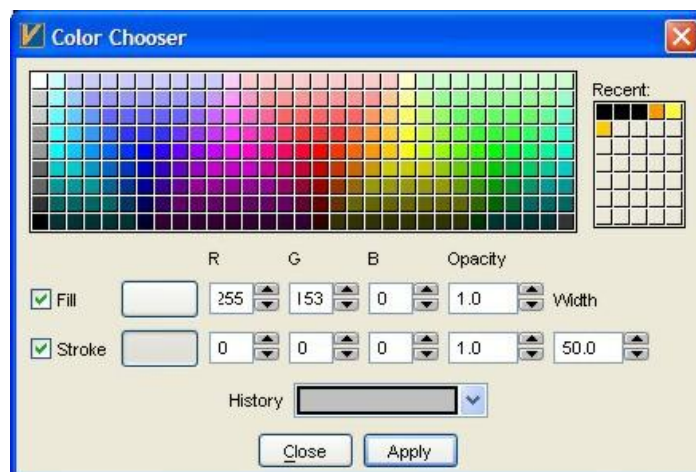 Color Chooser
Recent:
R G B Opacity
Fill 255 153 0 1.0 Width
Stroke 0 0 0 1.0 50.0
History
Close Apply